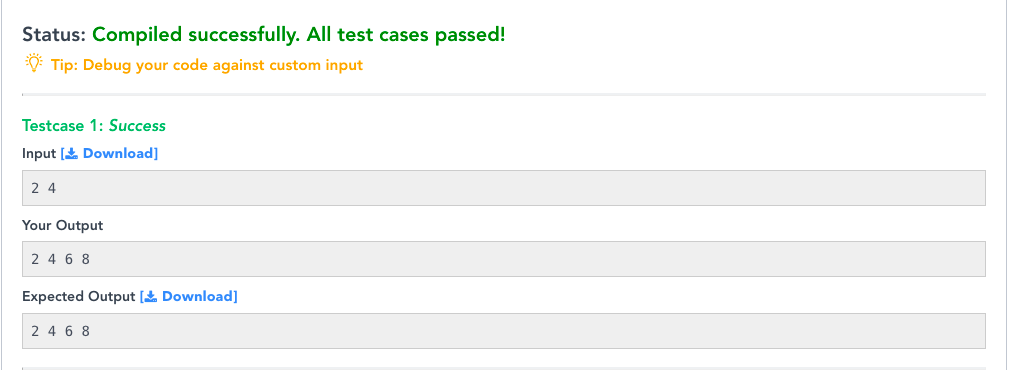 Status: Compiled successfully. All test cases passed!
Tip: Debug your code against custom input
Testcase 1: Success
Input [Download]
2 4
Your Output
2 4 6 8
Expected Output [Download]
2 4 6 8